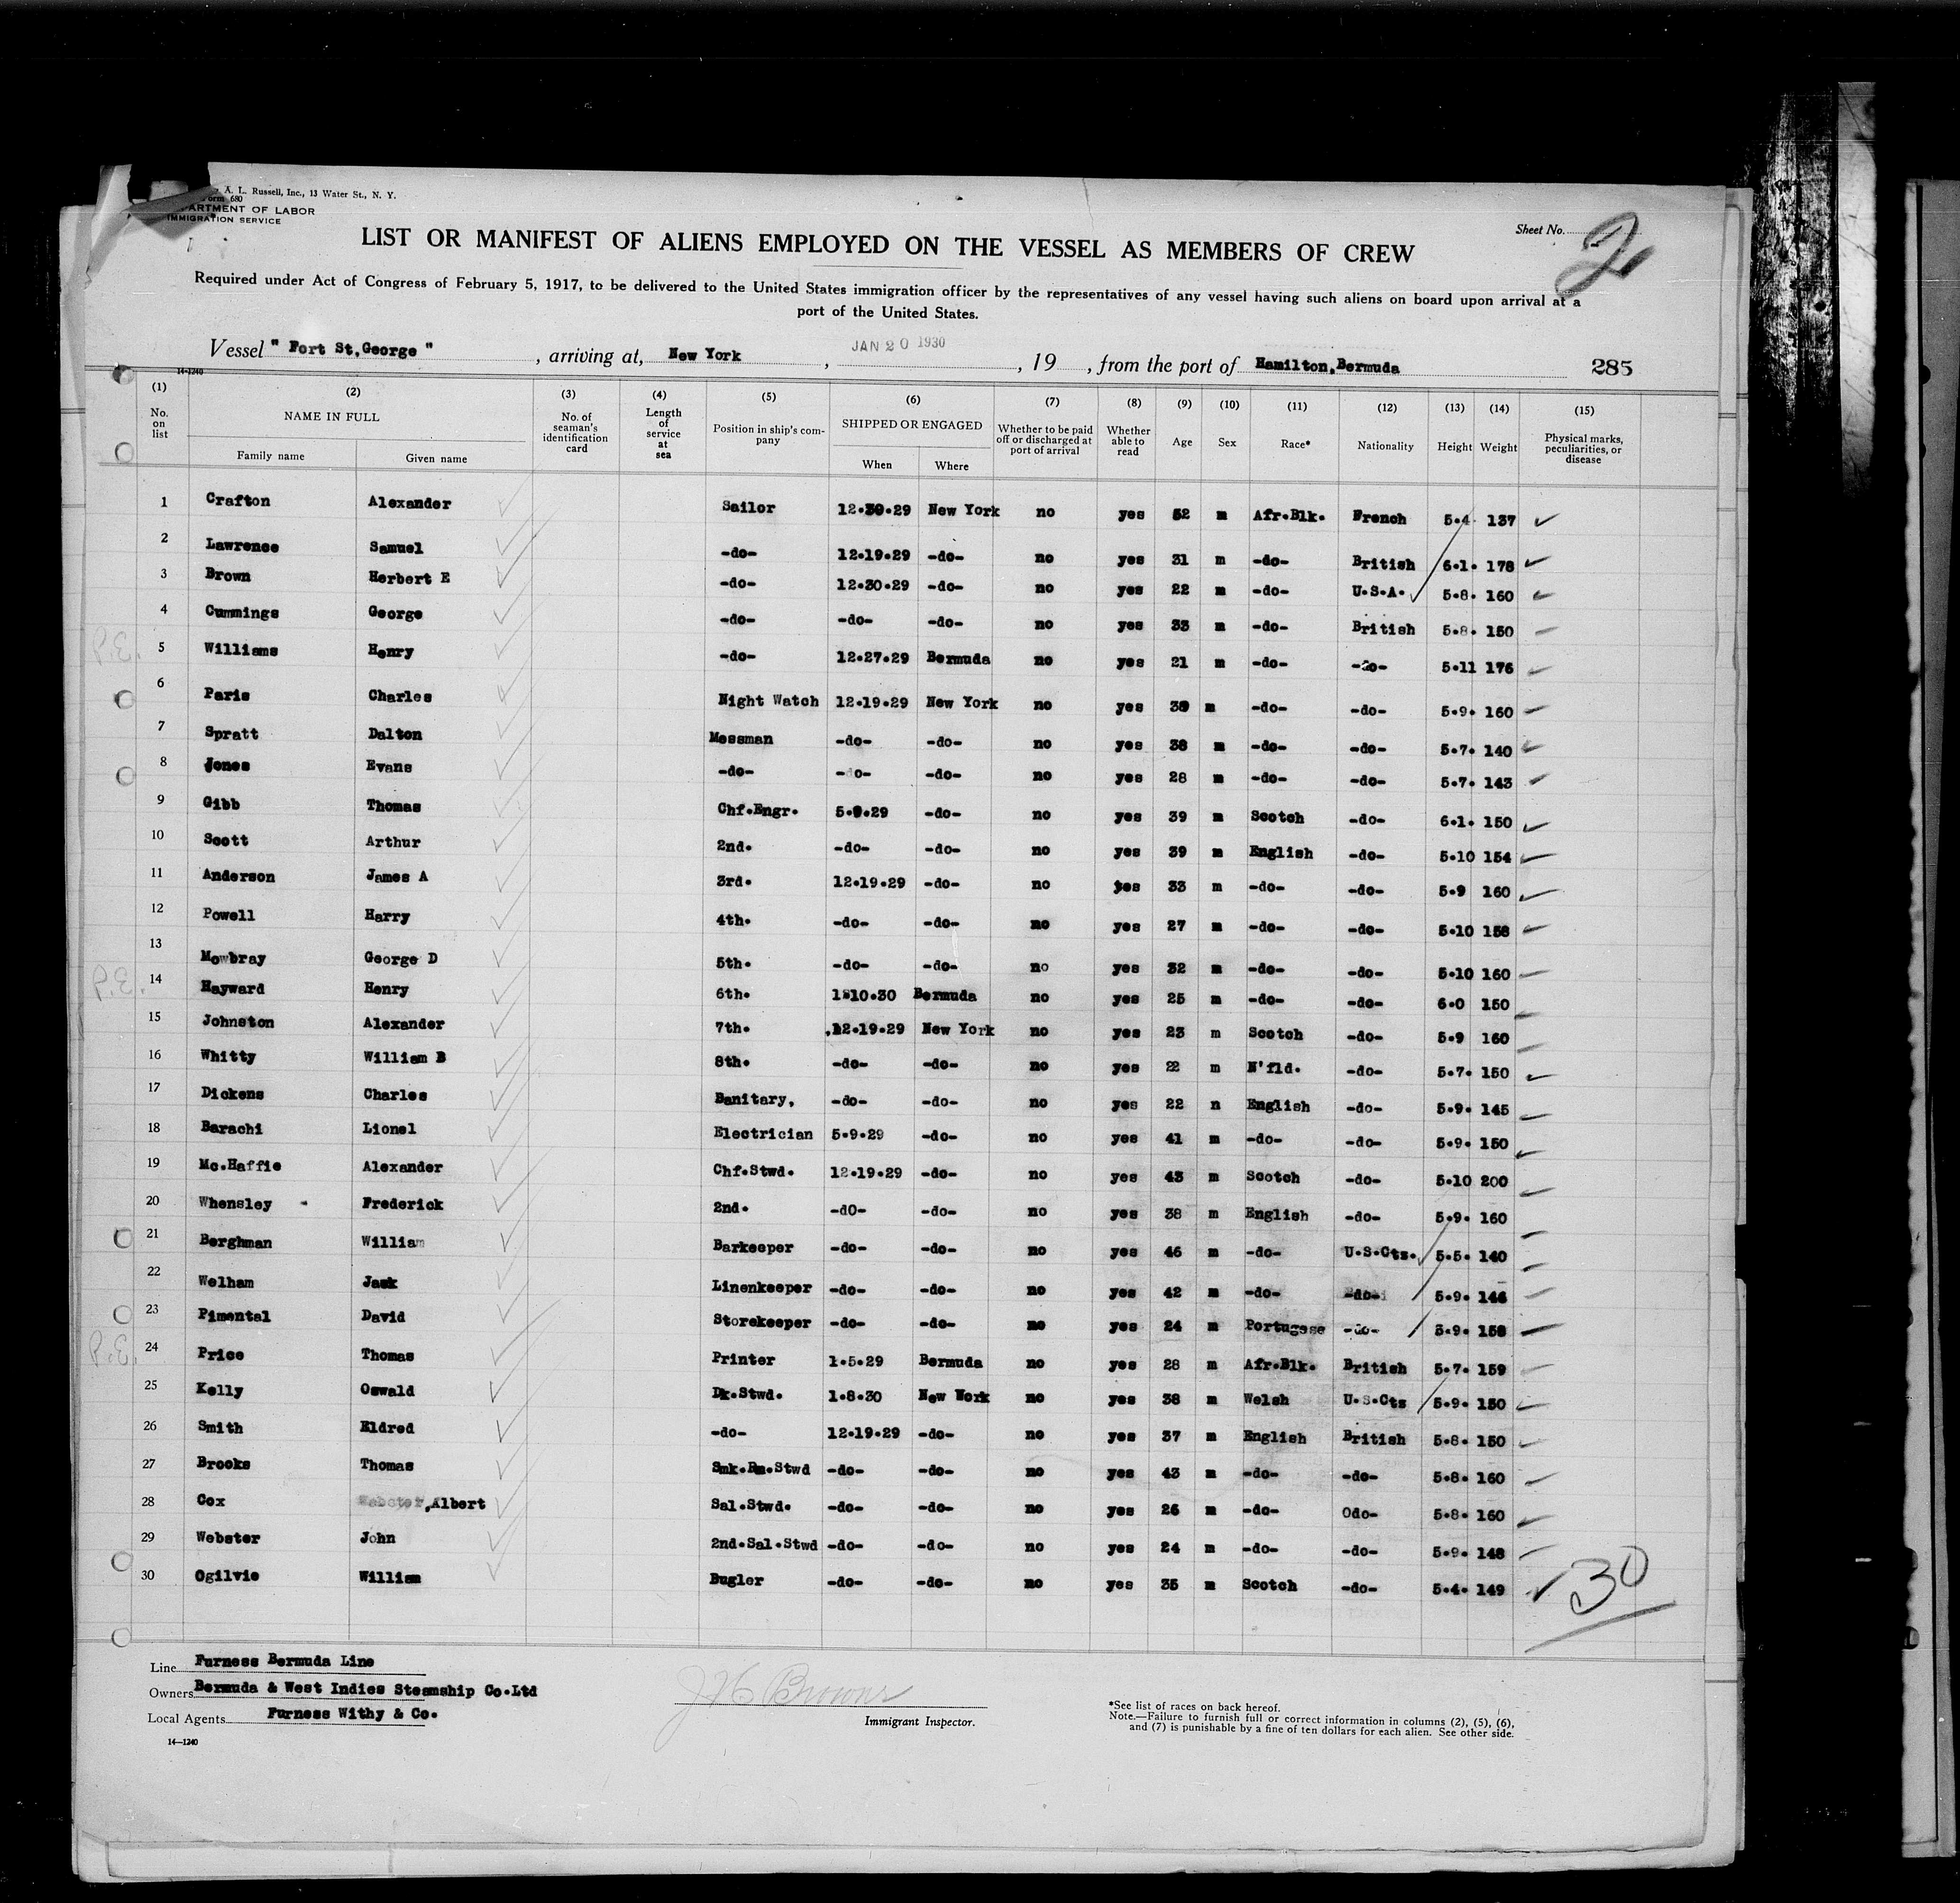 A. L. Russell, Inc., 13 Water St., N. Y.
Form 680
DEPARTMENT OF LABOR
IMMIGRATION SERVICE
Sheet No. 2
LIST OR MANIFEST OF ALIENS EMPLOYED ON THE VESSEL AS MEMBERS OF CREW
Required under Act of Congress of February 5, 1917, to be delivered to the United States immigration officer by the representatives of any vessel having such aliens on board upon arrival at a
port of the United States.
Vessel " Fort St,George " , arriving at, New York , JAN 20 1930 , 19 , from the port of Hamilton,Bermuda 285
14-1240
(1) (2) (3) (4) (5) (6) (7) (8) (9) (10) (11) (12) (13) (14) (15)
No. on list NAME IN FULL Family name Given name No. of seaman's identification card Length of service at sea Position in ship's company SHIPPED OR ENGAGED When Where Whether to be paid off or discharged at port of arrival Whether able to read Age Sex Race* Nationality Height Weight Physical marks, peculiarities, or disease
1 Crafton Alexander Sailor 12.30.29 New York no yes 52 m Afr.Blk. French 5.4 137
2 Lawrence Samuel -do- 12.19.29 -do- no yes 31 m -do- British 6.1. 178
3 Brown Herbert E -do- 12.30.29 -do- no yes 22 m -do- U.S.A. 5.8. 160
4 Cummings George -do- -do- -do- no yes 33 m -do- British 5.8. 150
P.E. 5 Williams Henry -do- 12.27.29 Bermuda no yes 21 m -do- -do- 5.11 176
6 Paris Charles Night Watch 12.19.29 New York no yes 39 m -do- -do- 5.9. 160
7 Spratt Dalton Messman -do- -do- no yes 38 m -do- -do- 5.7. 140
8 Jones Evans -do- -do- -do- no yes 28 m -do- -do- 5.7. 143
9 Gibb Thomas Chf.Engr. 5.9.29 -do- no yes 39 m Scotch -do- 6.1. 150
10 Scott Arthur 2nd. -do- -do- no yes 39 m English -do- 5.10 154
11 Anderson James A 3rd. 12.19.29 -do- no yes 33 m -do- -do- 5.9 160
12 Powell Harry 4th. -do- -do- no yes 27 m -do- -do- 5.10 158
13 Mowbray George D 5th. -do- -do- no yes 32 m -do- -do- 5.10 160
P.E. 14 Hayward Henry 6th. 1.10.30 Bermuda no yes 25 m -do- -do- 6.0 150
15 Johnston Alexander 7th. 12.19.29 New York no yes 23 m Scotch -do- 5.9 160
16 Whitty William B 8th. -do- -do- no yes 22 m N'fld. -do- 5.7. 150
17 Dickens Charles Banitary, -do- -do- no yes 22 n English -do- 5.9. 145
18 Barachi Lionel Electrician 5.9.29 -do- no yes 41 m -do- -do- 5.9. 150
19 Mc.Haffie Alexander Chf.Stwd. 12.19.29 -do- no yes 43 m Scotch -do- 5.10 200
20 Whensley - Frederick 2nd. -dO- -do- no yes 38 m English -do- 5.9. 160
21 Berghman William Barkeeper -do- -do- no yes 46 m -do- U.S.Cts. 5.5. 140
22 Welham Jack Linenkeeper -do- -do- no yes 42 m -do- -do- 5.9. 146
23 Pimental David Storekeeper -do- -do- no yes 24 m Portugese -do- 5.9. 158
P.E. 24 Price Thomas Printer 1.5.29 Bermuda no yes 28 m Afr.Blk. British 5.7. 159
25 Kelly Oswald Dk.Stwd. 1.8.30 New Work no yes 38 m Welsh U.S.Cts 5.9. 150
26 Smith Eldred -do- 12.19.29 -do- no yes 37 m English British 5.8. 150
27 Brooks Thomas Smk.Rm.Stwd -do- -do- no yes 43 m -do- -do- 5.8. 160
28 Cox Webster,Albert Sal.Stwd. -do- -do- no yes 26 m -do- Odo- 5.8. 160
29 Webster John 2nd.Sal.Stwd -do- -do- no yes 24 m -do- -do- 5.9. 148
30 Ogilvie William Bugler -do- -do- no yes 35 m Scotch -do- 5.4. 149
30
Line Furness Bermuda Line
Owners Bermuda & West Indies Steamship Co.Ltd
Local Agents Furness Withy & Co.
14—1240
Browne
Immigrant Inspector.
*See list of races on back hereof.
Note.—Failure to furnish full or correct information in columns (2), (5), (6),
and (7) is punishable by a fine of ten dollars for each alien. See other side.